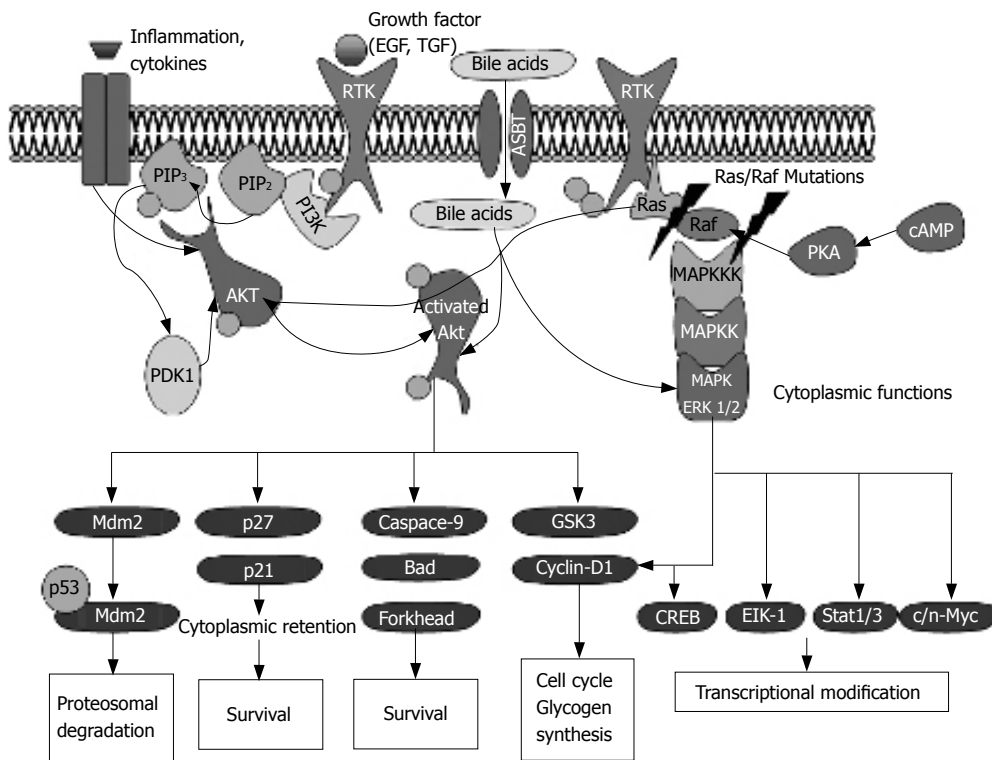 Inflammation,
cytokines
Growth factor
(EGF, TGF)
Bile acids
RTK
RTK
ASBT
PIP3
PIP2
PI3K
Bile acids
Ras
Ras/Raf Mutations
Raf
PKA
cAMP
MAPKKK
AKT
Activated
Akt
MAPKK
PDK1
MAPK
ERK 1/2
Cytoplasmic functions
Mdm2
p27
Caspace-9
GSK3
p21
Bad
Cyclin-D1
p53
Mdm2
Cytoplasmic retention
Forkhead
CREB
EIK-1
Stat1/3
c/n-Myc
Proteosomal
degradation
Survival
Survival
Cell cycle
Glycogen
synthesis
Transcriptional modification